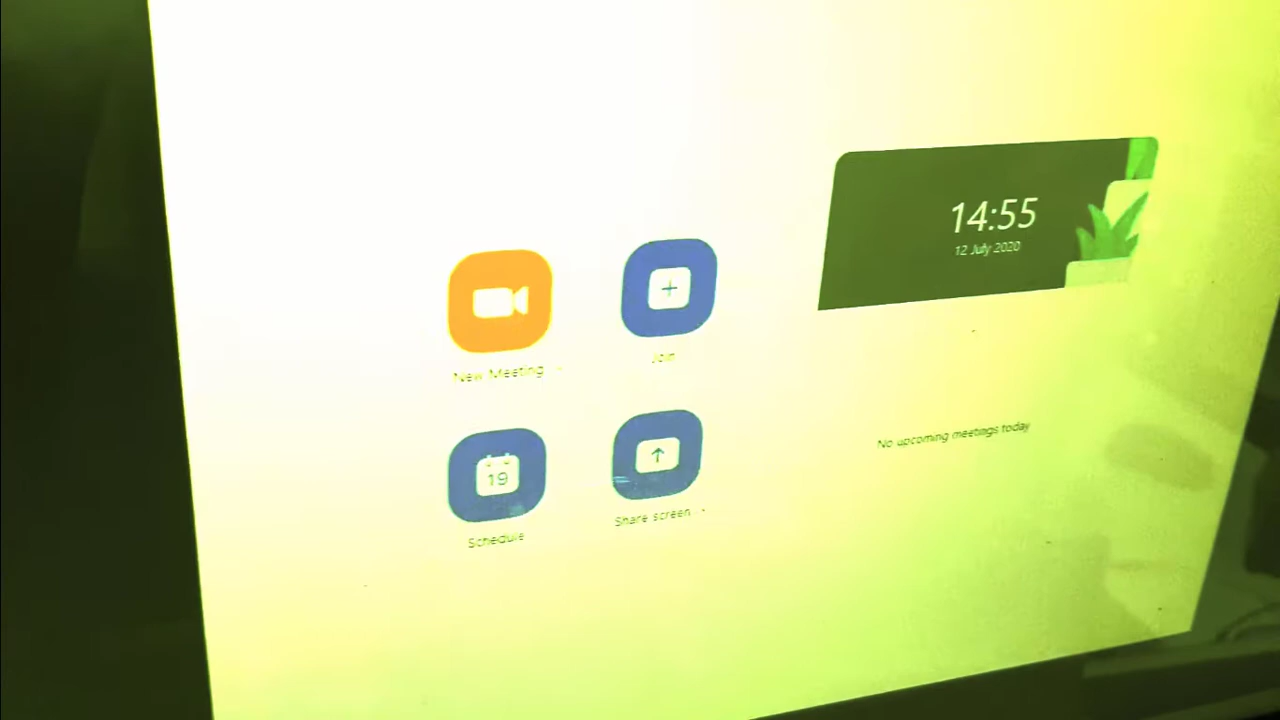 14:55
12 July 2020
New Meeting
Join
No upcoming meetings today
19
Schedule
Share screen